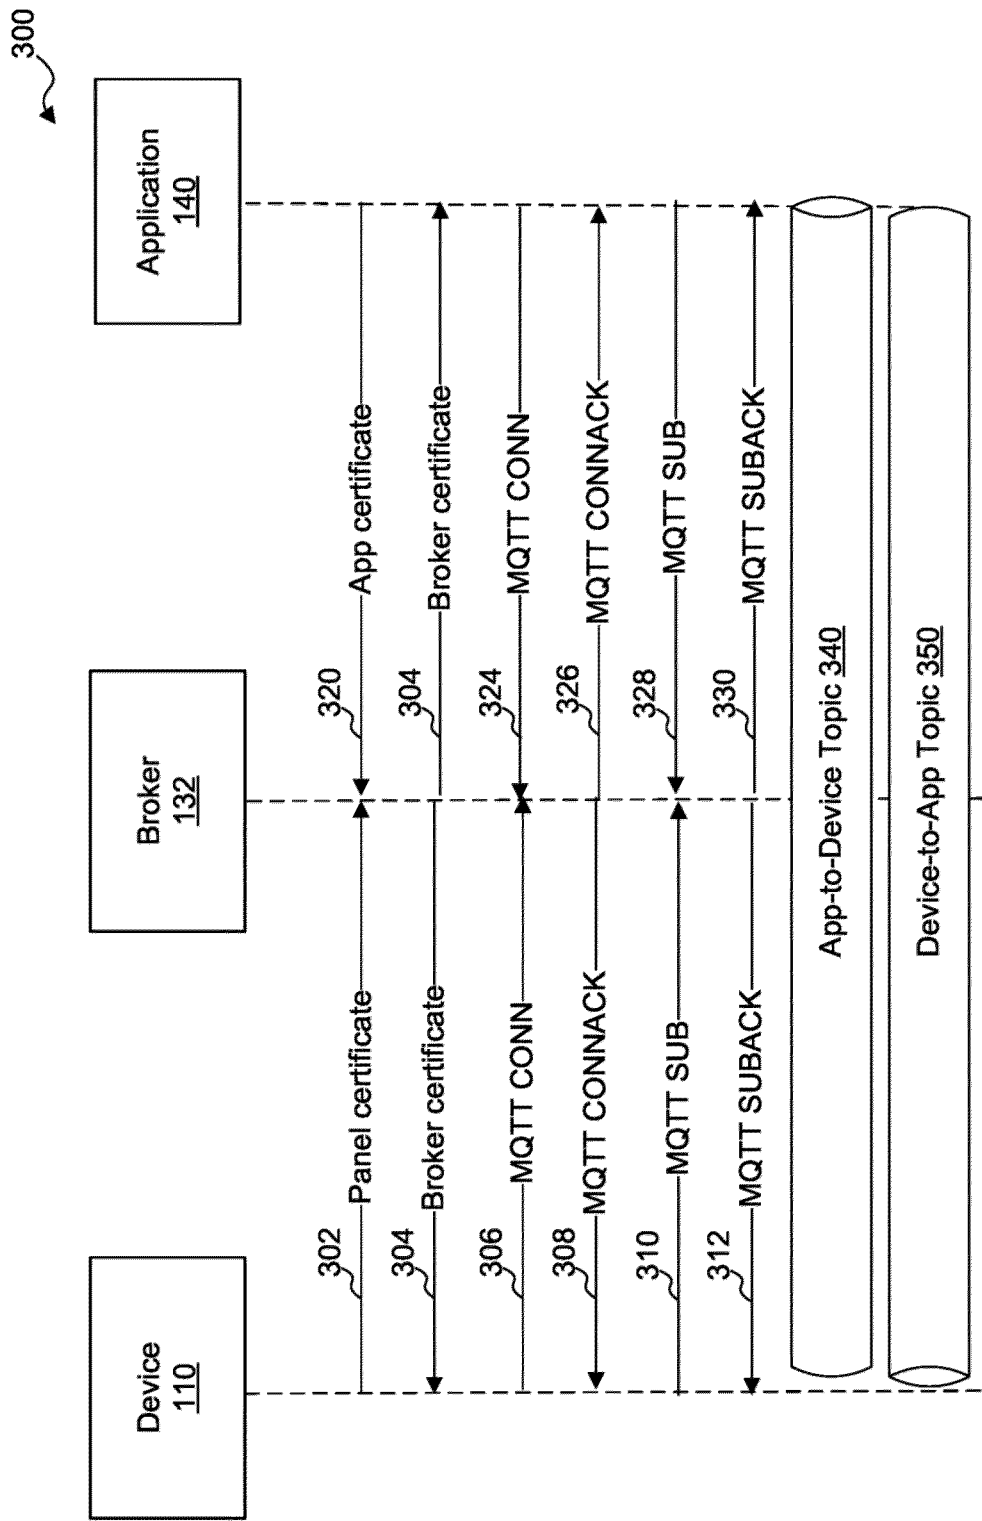 300
Device
110
Broker
132
Application
140
302
Panel certificate
320
App certificate
304
Broker certificate
304
Broker certificate
306
MQTT CONN
324
MQTT CONN
308
MQTT CONNACK
326
MQTT CONNACK
310
MQTT SUB
328
MQTT SUB
312
MQTT SUBACK
330
MQTT SUBACK
App-to-Device Topic 340
Device-to-App Topic 350